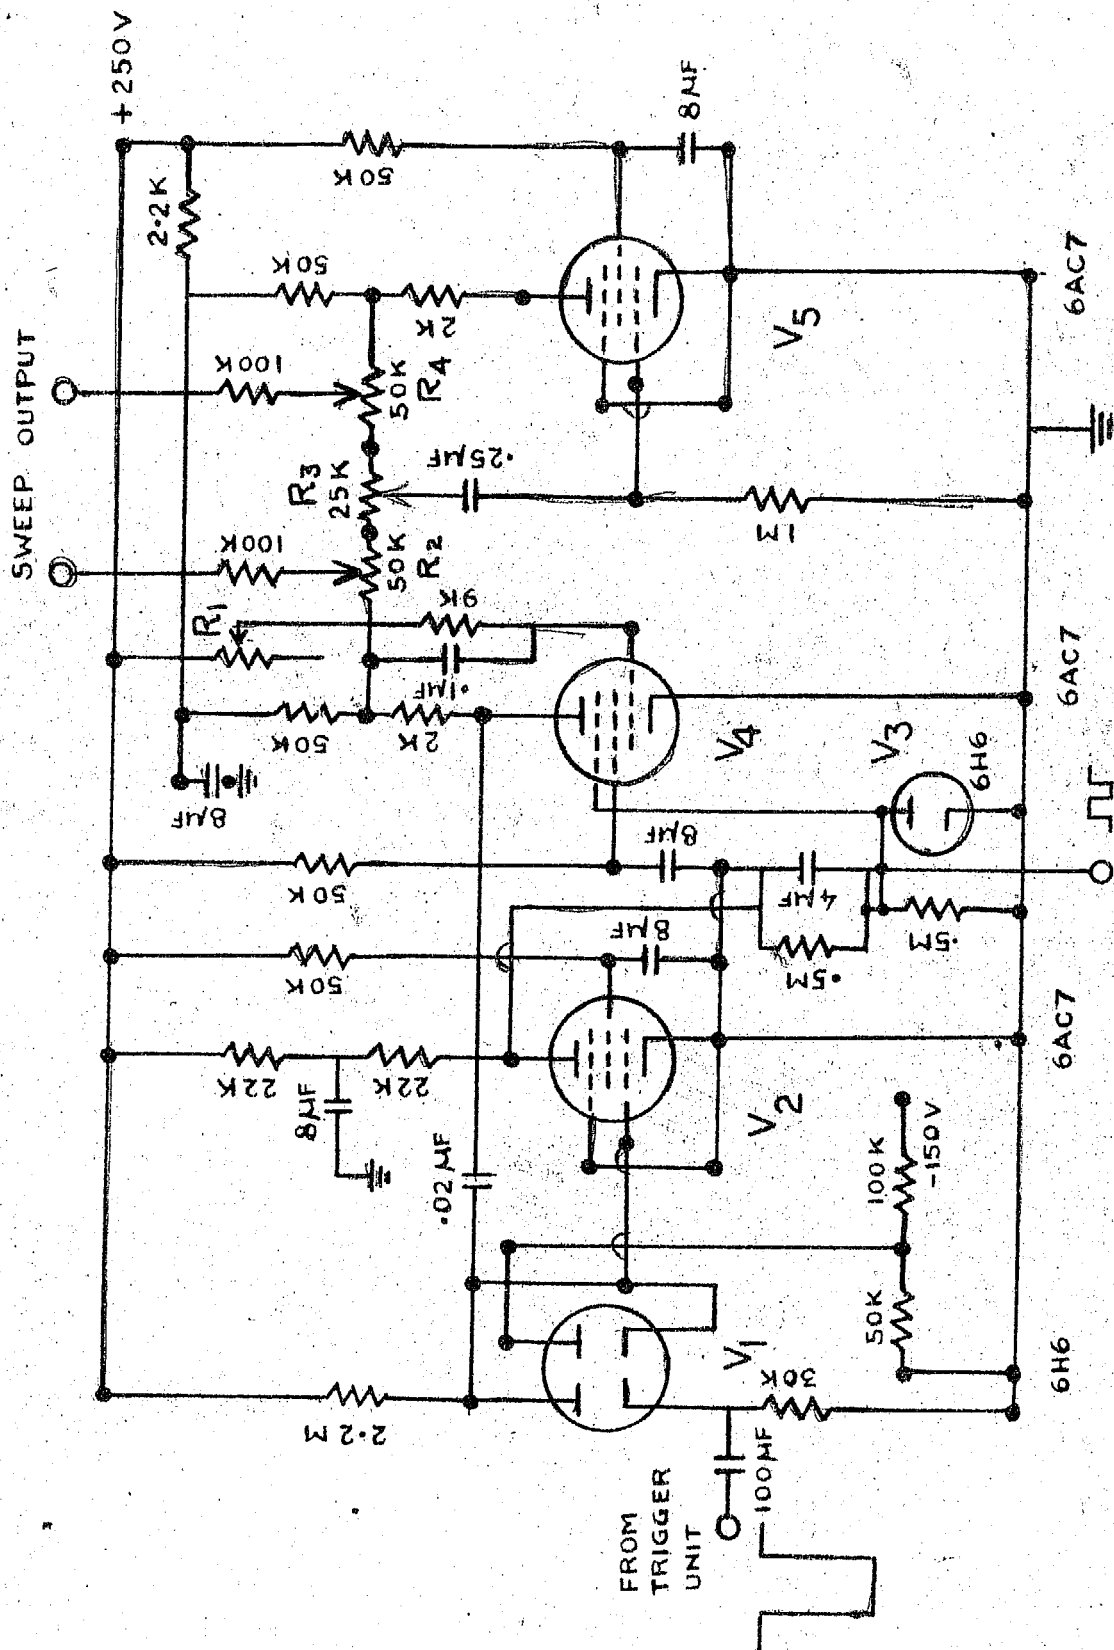 SWEEP OUTPUT
+250V
2.2K
50K
8µF
50K
2K
100K
50K
R4
R3
25K
.25µF
100K
50K
R2
R1
9K
.1µF
50K
2K
8µF
1M
V5
6AC7
V4
6AC7
V3
6H6
50K
8µF
4µF
.5M
.5M
50K
8µF
22K
8µF
22K
V2
6AC7
.02µF
100K
-150V
50K
2.2M
V1
30K
6H6
FROM
TRIGGER
UNIT
100µF